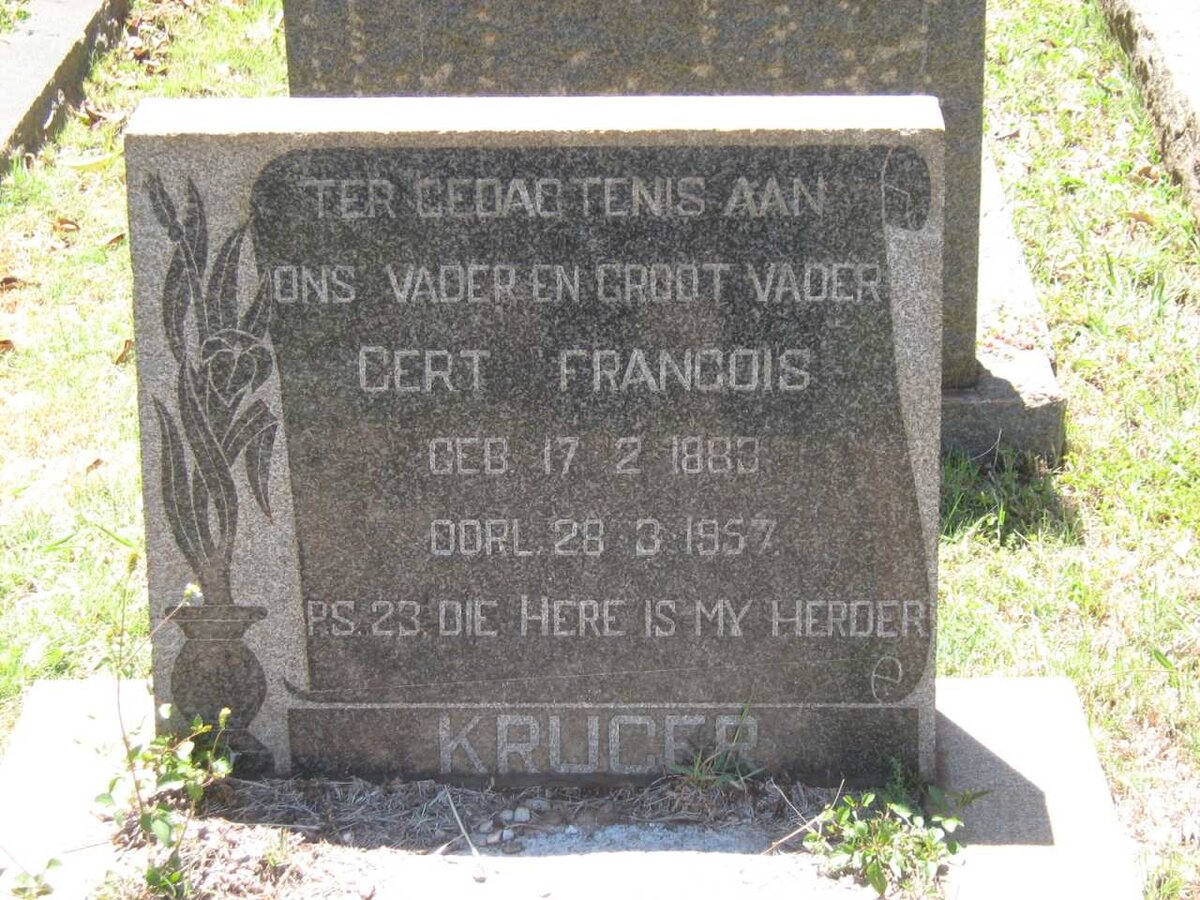 TER GEDAGTENIS AAN
ONS VADER EN GROOT VADER
GERT FRANCOIS
GEB. 17 2 1883
OORL. 28 3 1957
PS. 23. DIE HERE IS MY HERDER
KRUGER